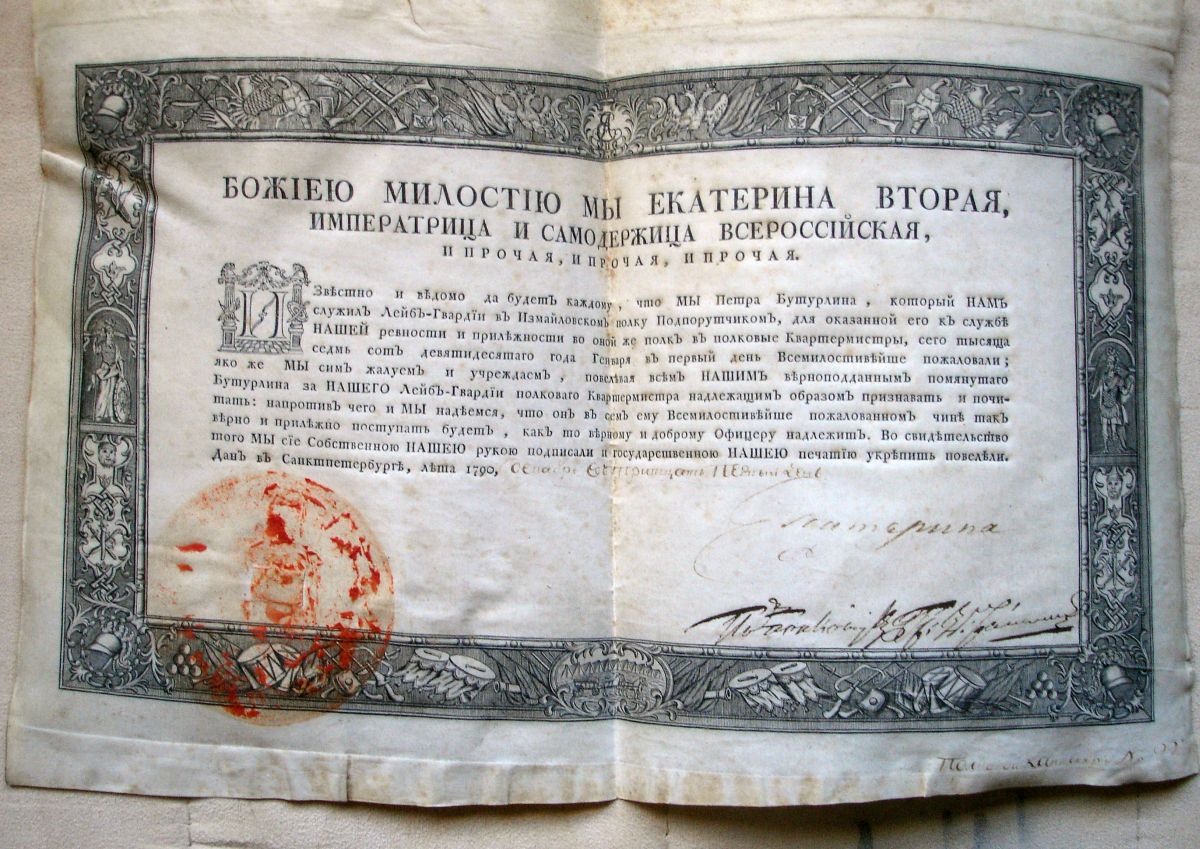 БОЖІЕЮ МИЛОСТІЮ МЫ ЕКАТЕРИНА ВТОРАЯ,
ИМПЕРАТРИЦА И САМОДЕРЖИЦА ВСЕРОССІЙСКАЯ,
И ПРОЧАЯ, И ПРОЧАЯ, И ПРОЧАЯ.
ИЗвѣстно и вѣдомо да будетъ каждому, что МЫ Петра Бутурлина, который НАМЪ
служилъ Лейбъ-Гвардїи въ Измайловскомъ полку Подпорутчикомъ, для оказанной его къ службѣ
НАШЕЙ ревности и прилѣжности во оной же полкъ въ полковые Квартермистры, сего тысяща
седмь сотъ девятидесятаго года Генваря въ первый день Всемилостивѣйше пожаловали;
яко же МЫ симъ жалуемъ и учреждаемъ, повелѣвая всѣмъ НАШИМЪ вѣрноподданнымъ помянутаго
Бутурлина за НАШЕГО Лейбъ-Гвардїи полковаго Квартермистра надлежащимъ образомъ признавать и почи-
тать: напротивъ чего и МЫ надѣемся, что онъ въ семъ ему Всемилостивѣйше пожалованномъ чинѣ такъ
вѣрно и прилѣжно поступать будетъ, какъ то вѣрному и доброму Офицеру надлежитъ. Во свидѣтельство
того МЫ сїе Собственною НАШЕЮ рукою подписали и государственною НАШЕЮ печатїю укрѣпить повелѣли.
Данъ въ Санктпетербургѣ, лѣта 1790,
Екатерина